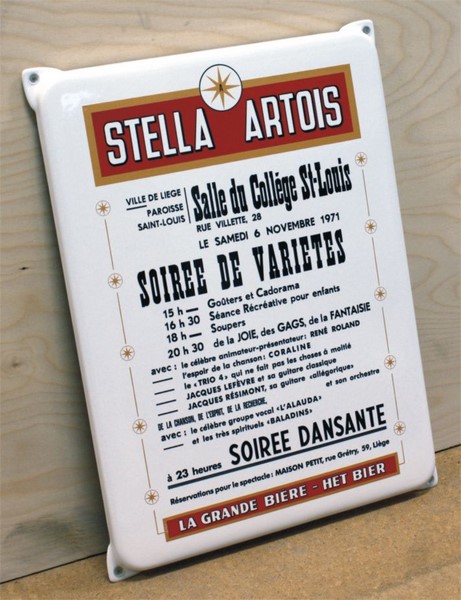 STELLA ARTOIS
VILLE DE LIEGE
PAROISSE
SAINT-LOUIS
Salle du Collége St-Louis
RUE VILLETTE, 28
LE SAMEDI 6 NOVEMBRE 1971
SOIREE DE VARIETES
15 h — Goûters et Cadorama
16 h 30 Séance Récréative pour enfants
18 h — Soupers
20 h 30 de la JOIE, des GAGS, de la FANTAISIE
avec : le célèbre animateur-présentateur: RENÉ ROLAND
— l'espoir de la chanson: CORALINE
— le «TRIO 4» qui ne fait pas les choses à moitié
— JACQUES LEFÈVRE et sa guitare classique
— JACQUES RÉSIMONT, sa guitare «allégorique»
et son orchestre
DE LA CHANSON, DE L'ESPRIT, DE LA RECHERCHE.
avec : le célèbre groupe vocal «L'ALAUDA»
— et les très spirituels «BALADINS»
à 23 heures SOIREE DANSANTE
Réservations pour le spectacle: MAISON PETIT, rue Grétry, 59, Liège
LA GRANDE BIERE - HET BIER